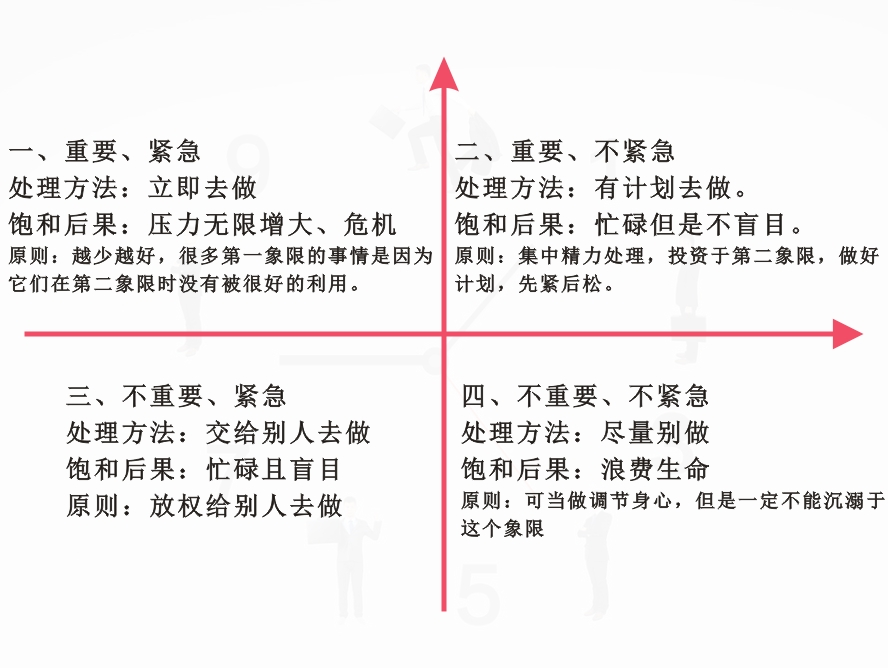 一、重要、紧急
处理方法：立即去做
饱和后果：压力无限增大、危机
原则：越少越好，很多第一象限的事情是因为
它们在第二象限时没有被很好的利用。
二、重要、不紧急
处理方法：有计划去做。
饱和后果：忙碌但是不盲目。
原则：集中精力处理，投资于第二象限，做好
计划，先紧后松。
三、不重要、紧急
处理方法：交给别人去做
饱和后果：忙碌且盲目
原则：放权给别人去做
四、不重要、不紧急
处理方法：尽量别做
饱和后果：浪费生命
原则：可当做调节身心，但是一定不能沉溺于
这个象限
9
5